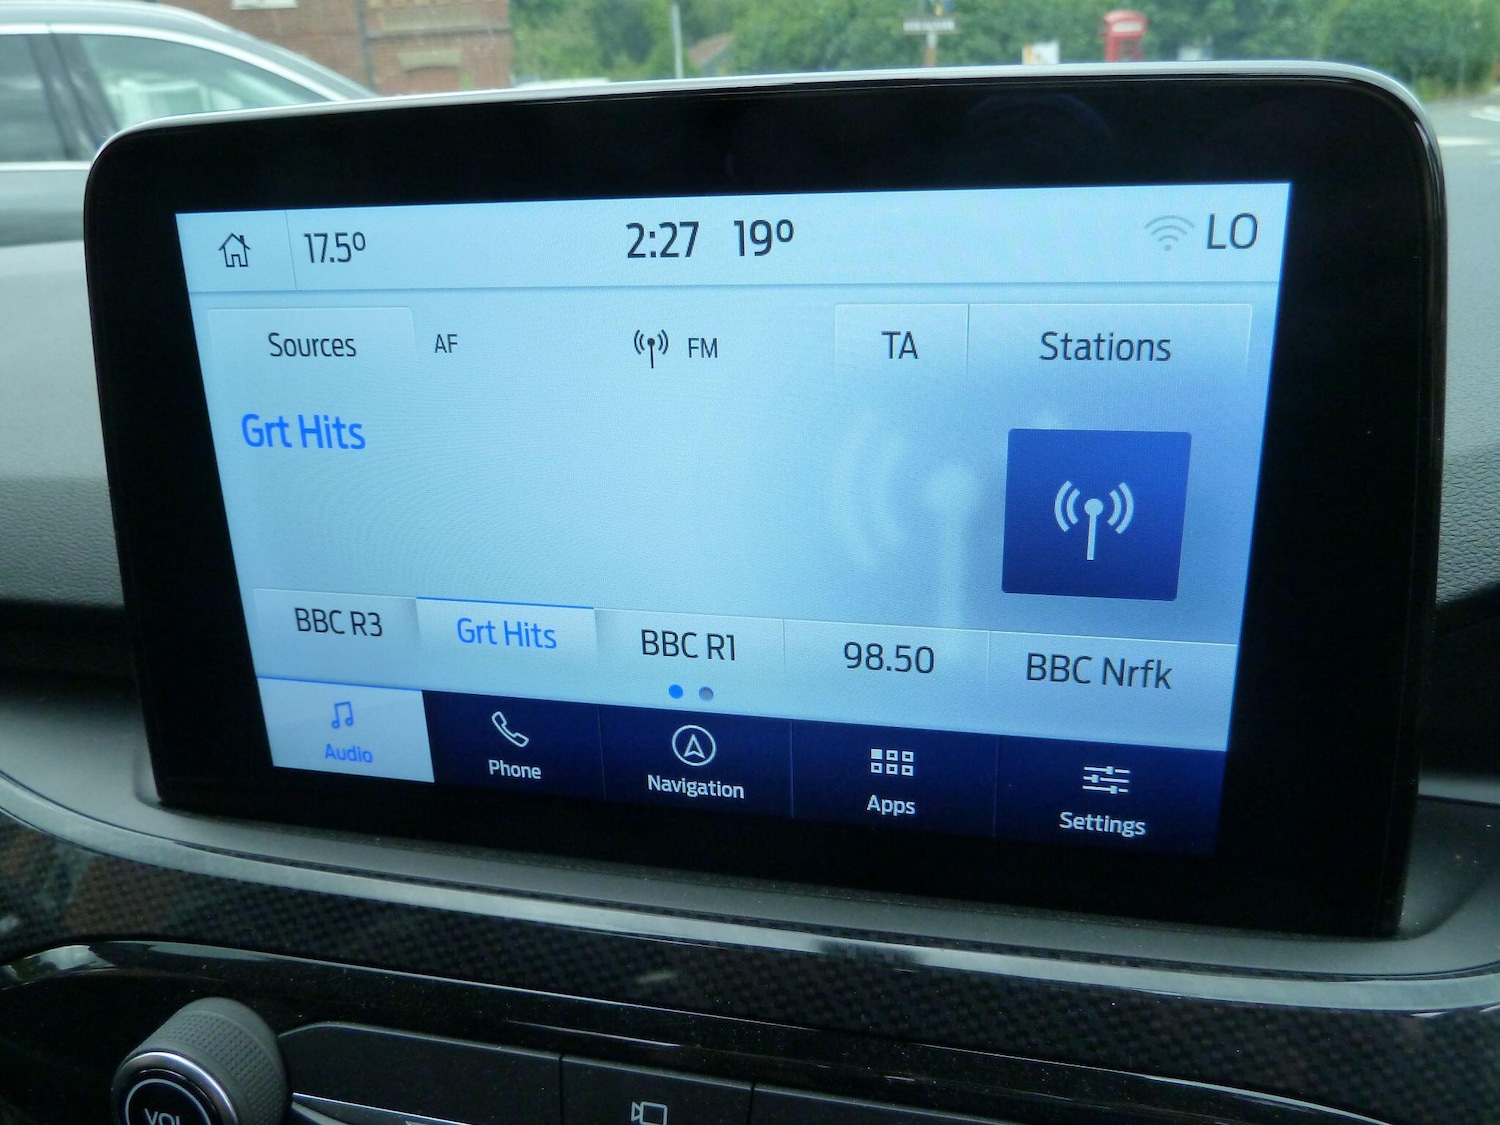 17.5° 2:27 19° LO
Sources AF FM TA Stations
Grt Hits
BBC R3 Grt Hits BBC R1 98.50 BBC Nrfk
Audio Phone Navigation Apps Settings
VOL